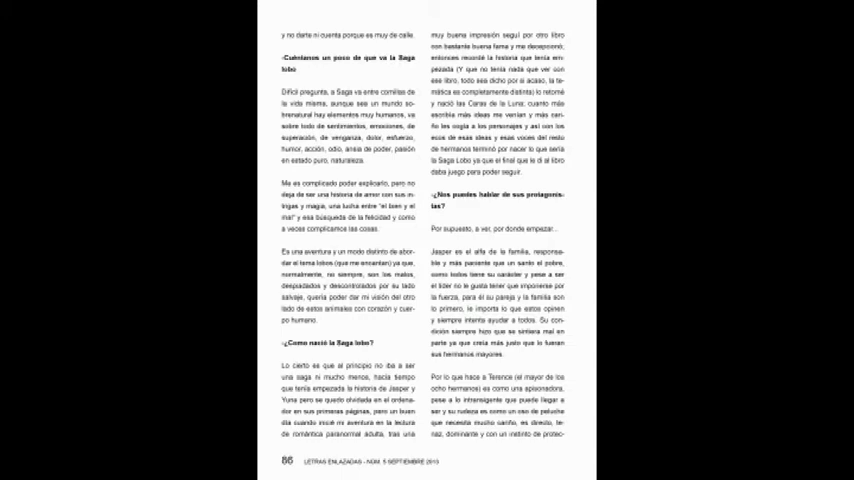 y no darte ni cuenta porque es muy de calle.
-Cuéntanos un poco de que va la Saga
lobo
Difícil pregunta, a Saga va entre comillas de
la vida misma, aunque sea un mundo so-
brenatural hay elementos muy humanos, va
sobre todo de sentimientos, emociones, de
superación, de venganza, dolor, esfuerzo,
humor, acción, odio, ansia de poder, pasión
en estado puro, naturaleza.
Me es complicado poder explicarlo, pero no
deja de ser una historia de amor con sus in-
trigas y magia, una lucha entre "el bien y el
mal" y esa búsqueda de la felicidad y como
a veces complicamos las cosas.
Es una aventura y un modo distinto de abor-
dar el tema lobos (que me encantan) ya que,
normalmente, no siempre, son los malos,
despiadados y descontrolados por su lado
salvaje, quería poder dar mi visión del otro
lado de estos animales con corazón y cuer-
po humano.
-¿Como nació la Saga lobo?
Lo cierto es que al principio no iba a ser
una saga ni mucho menos, hacía tiempo
que tenía empezada la historia de Jasper y
Yuna pero se quedo olvidada en el ordena-
dor en sus primeras páginas, pero un buen
día cuando inicié mi aventura en la lectura
de romántica paranormal adulta, tras una
muy buena impresión seguí por otro libro
con bastante buena fama y me decepcionó,
entonces recordé la historia que tenía em-
pezada (Y que no tenía nada que ver con
ese libro, todo sea dicho por si acaso, la te-
mática es completamente distinta) lo retomé
y nació las Caras de la Luna; cuanto más
escribía más ideas me venían y más cari-
ño les cogía a los personajes y así con los
ecos de esas ideas y esas voces del resto
de hermanos terminó por nacer lo que sería
la Saga Lobo ya que el final que le di al libro
daba juego para poder seguir.
-¿Nos puedes hablar de sus protagonis-
tas?
Por supuesto, a ver, por donde empezar...
Jasper es el alfa de la familia, responsa-
ble y más paciente que un santo el pobre,
como todos tiene su carácter y pese a ser
el líder no le gusta tener que imponerse por
la fuerza, para él su pareja y la familia son
lo primero, le importa lo que estos opinen
y siempre intenta ayudar a todos. Su con-
dición siempre hizo que se sintiera mal en
parte ya que creía más justo que lo fueran
sus hermanos mayores.
Por lo que hace a Terence (el mayor de los
ocho hermanos) es como una apisonadora,
pese a lo intransigente que puede llegar a
ser y su rudeza es como un oso de peluche
que necesita mucho cariño, es directo, te-
naz, dominante y con un instinto de protec-
86 LETRAS ENLAZADAS - NÚM. 5 SEPTIEMBRE 2013